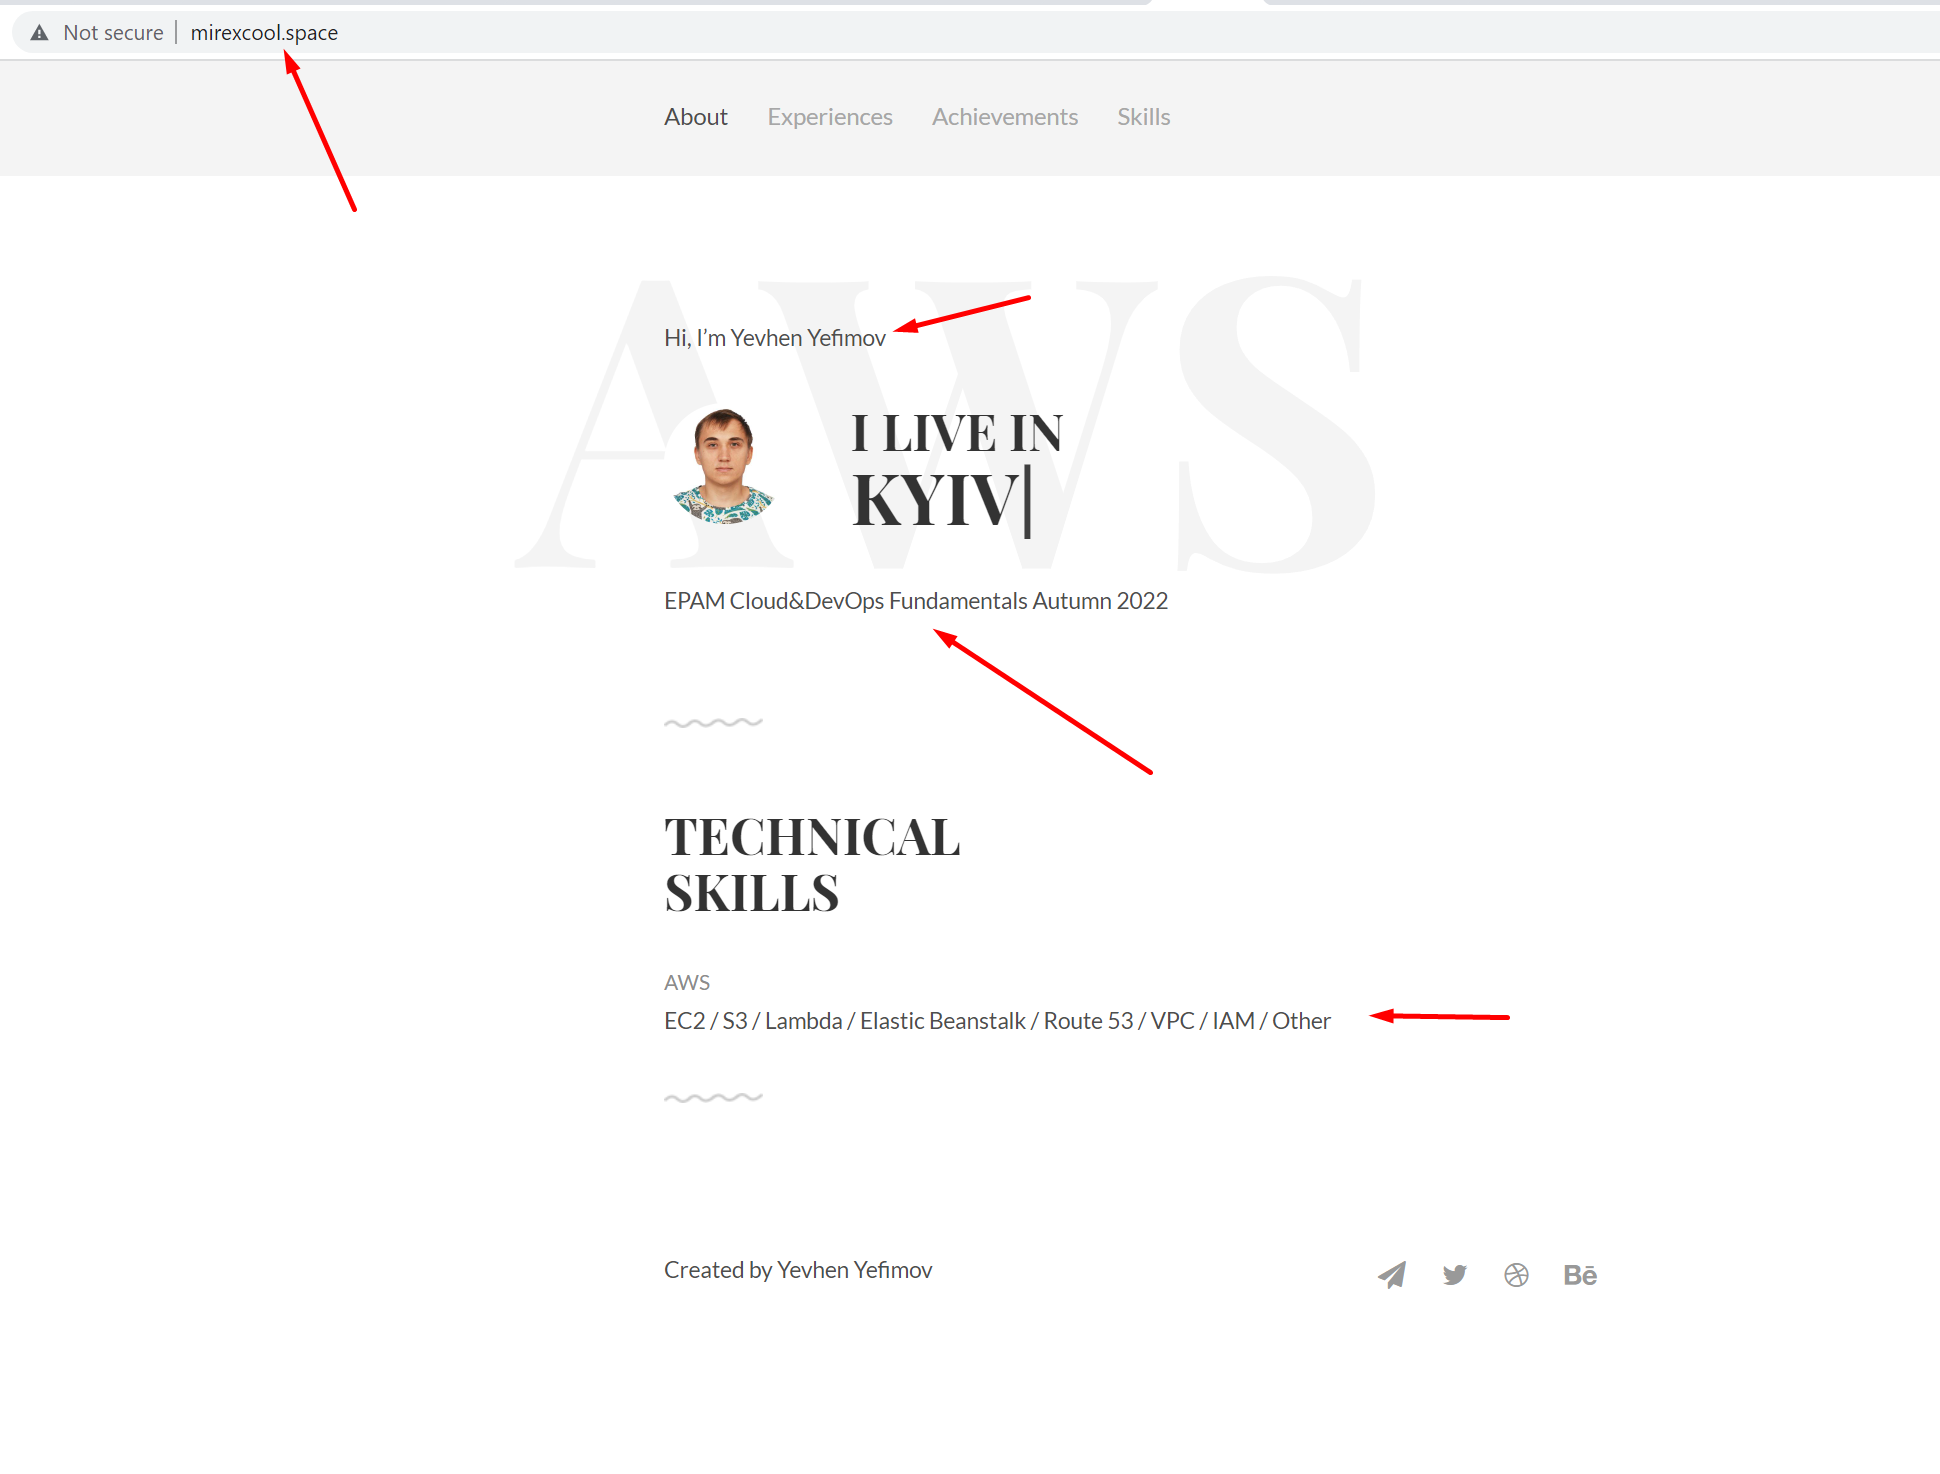 Not secure mirexcool.space
About Experiences Achievements Skills
AWS
Hi, I’m Yevhen Yefimov
I LIVE IN
KYIV|
EPAM Cloud&DevOps Fundamentals Autumn 2022
TECHNICAL
SKILLS
AWS
EC2 / S3 / Lambda / Elastic Beanstalk / Route 53 / VPC / IAM / Other
Created by Yevhen Yefimov
Bē